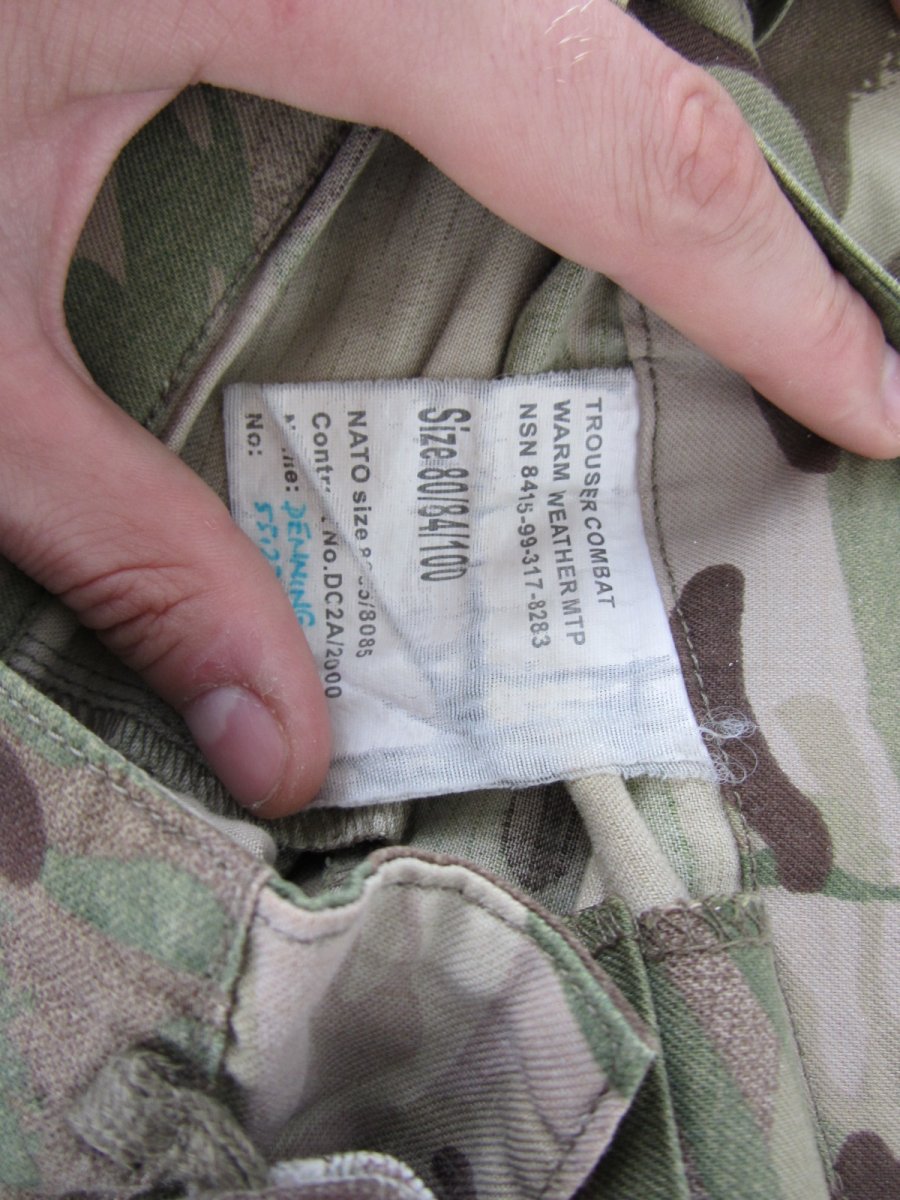 TROUSER COMBAT
WARM WEATHER MTP
NSN 8415-99-317-8283
Size 80/84/100
NATO size
No.DC2A/2000
DENNING
No: